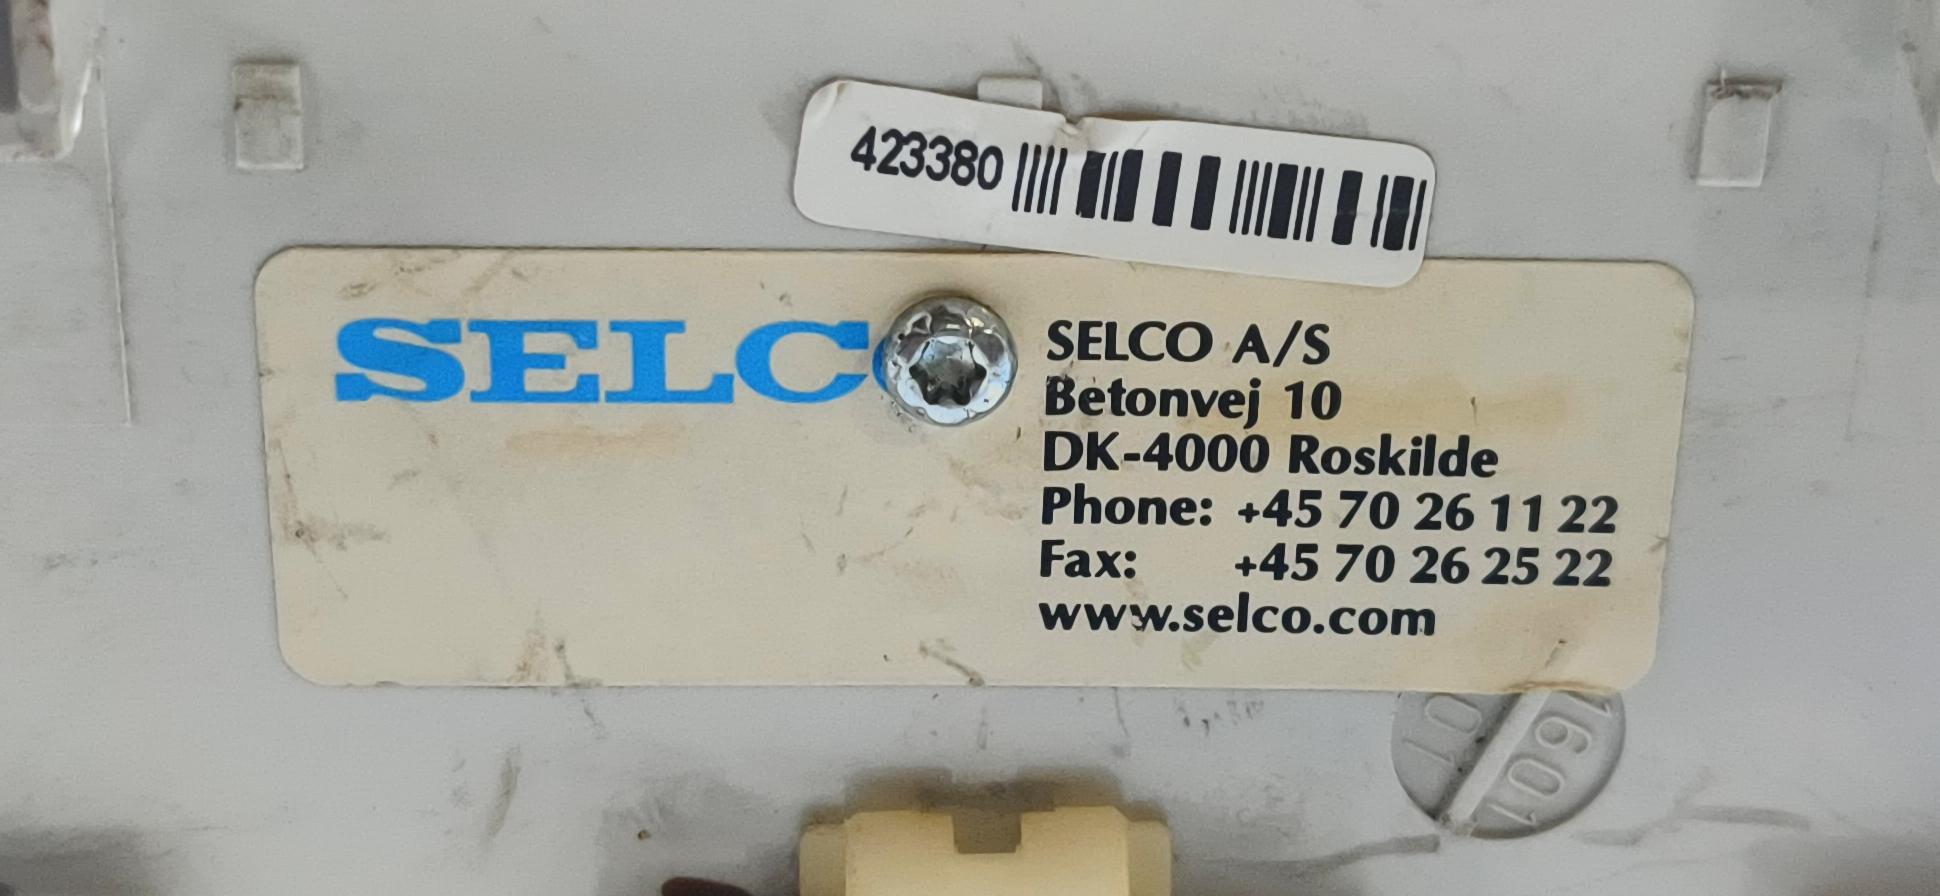 423380
SELC
SELCO A/S
Betonvej 10
DK-4000 Roskilde
Phone: +45 70 26 11 22
Fax: +45 70 26 25 22
www.selco.com